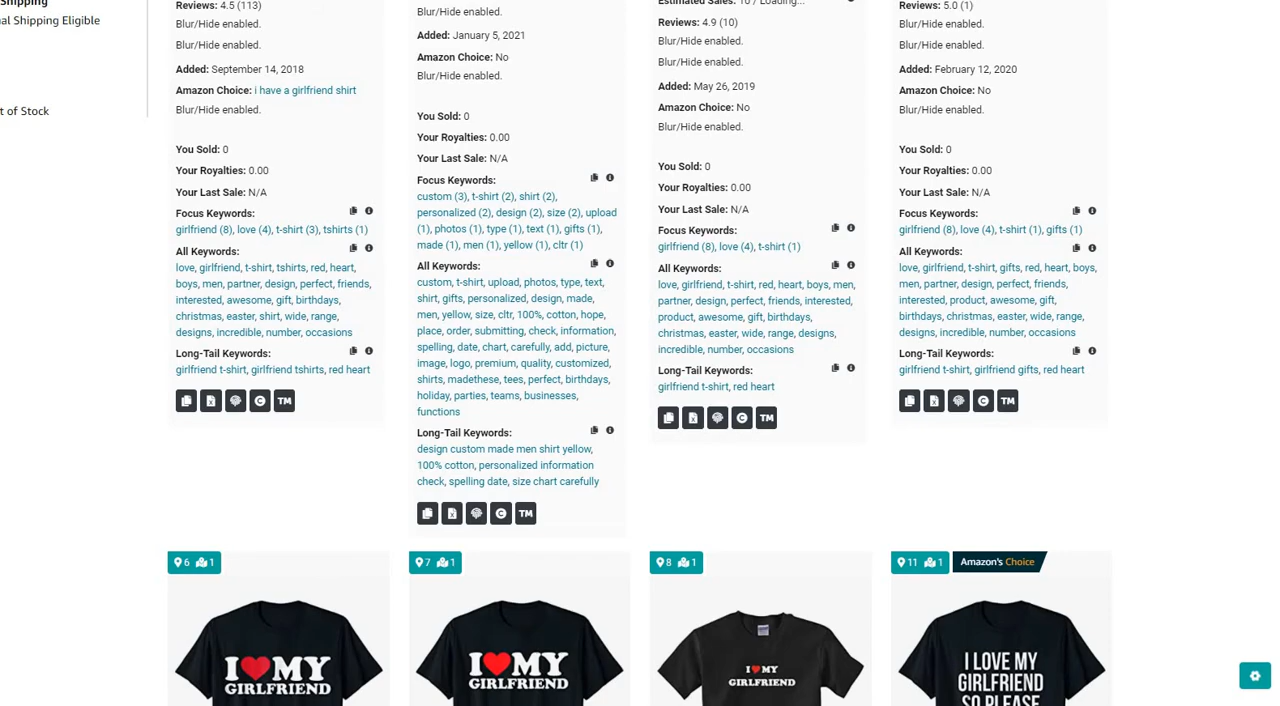 Shipping
al Shipping Eligible
t of Stock
Reviews: 4.5 (113)
Blur/Hide enabled.
Blur/Hide enabled.
Added: September 14, 2018
Amazon Choice: i have a girlfriend shirt
Blur/Hide enabled.
You Sold: 0
Your Royalties: 0.00
Your Last Sale: N/A
Focus Keywords:
girlfriend (8), love (4), t-shirt (3), tshirts (1)
All Keywords:
love, girlfriend, t-shirt, tshirts, red, heart,
boys, men, partner, design, perfect, friends,
interested, awesome, gift, birthdays,
christmas, easter, shirt, wide, range,
designs, incredible, number, occasions
Long-Tail Keywords:
girlfriend t-shirt, girlfriend tshirts, red heart
TM
Blur/Hide enabled.
Added: January 5, 2021
Amazon Choice: No
Blur/Hide enabled.
You Sold: 0
Your Royalties: 0.00
Your Last Sale: N/A
Focus Keywords:
custom (3), t-shirt (2), shirt (2),
personalized (2), design (2), size (2), upload
(1), photos (1), type (1), text (1), gifts (1),
made (1), men (1), yellow (1), cltr (1)
All Keywords:
custom, t-shirt, upload, photos, type, text,
shirt, gifts, personalized, design, made,
men, yellow, size, cltr, 100%, cotton, hope,
place, order, submitting, check, information,
spelling, date, chart, carefully, add, picture,
image, logo, premium, quality, customized,
shirts, madethese, tees, perfect, birthdays,
holiday, parties, teams, businesses,
functions
Long-Tail Keywords:
design custom made men shirt yellow,
100% cotton, personalized information
check, spelling date, size chart carefully
TM
Estimated Sales: 10 / Loading...
Reviews: 4.9 (10)
Blur/Hide enabled.
Blur/Hide enabled.
Added: May 26, 2019
Amazon Choice: No
Blur/Hide enabled.
You Sold: 0
Your Royalties: 0.00
Your Last Sale: N/A
Focus Keywords:
girlfriend (8), love (4), t-shirt (1)
All Keywords:
love, girlfriend, t-shirt, red, heart, boys, men,
partner, design, perfect, friends, interested,
product, awesome, gift, birthdays,
christmas, easter, wide, range, designs,
incredible, number, occasions
Long-Tail Keywords:
girlfriend t-shirt, red heart
TM
Reviews: 5.0 (1)
Blur/Hide enabled.
Blur/Hide enabled.
Added: February 12, 2020
Amazon Choice: No
Blur/Hide enabled.
You Sold: 0
Your Royalties: 0.00
Your Last Sale: N/A
Focus Keywords:
girlfriend (8), love (4), t-shirt (1), gifts (1)
All Keywords:
love, girlfriend, t-shirt, gifts, red, heart, boys,
men, partner, design, perfect, friends,
interested, product, awesome, gift,
birthdays, christmas, easter, wide, range,
designs, incredible, number, occasions
Long-Tail Keywords:
girlfriend t-shirt, girlfriend gifts, red heart
TM
6 1
I MY
GIRLFRIEND
7 1
I MY
GIRLFRIEND
8 1
I MY
GIRLFRIEND
11 1
Amazon's Choice
I LOVE MY
GIRLFRIEND
SO PLEASE